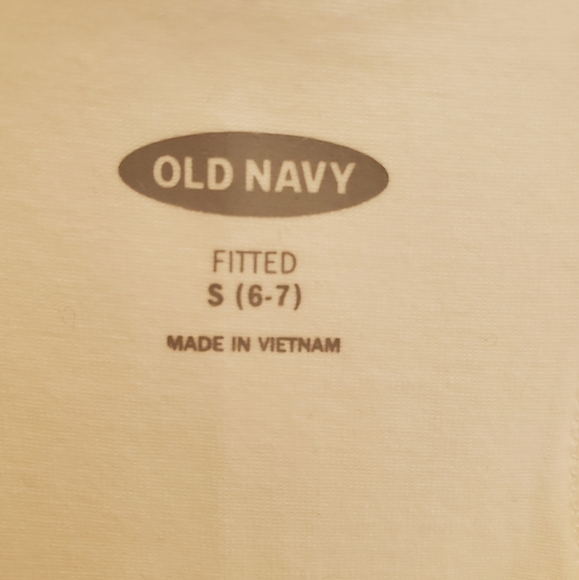 OLD NAVY
FITTED
S (6-7)
MADE IN VIETNAM